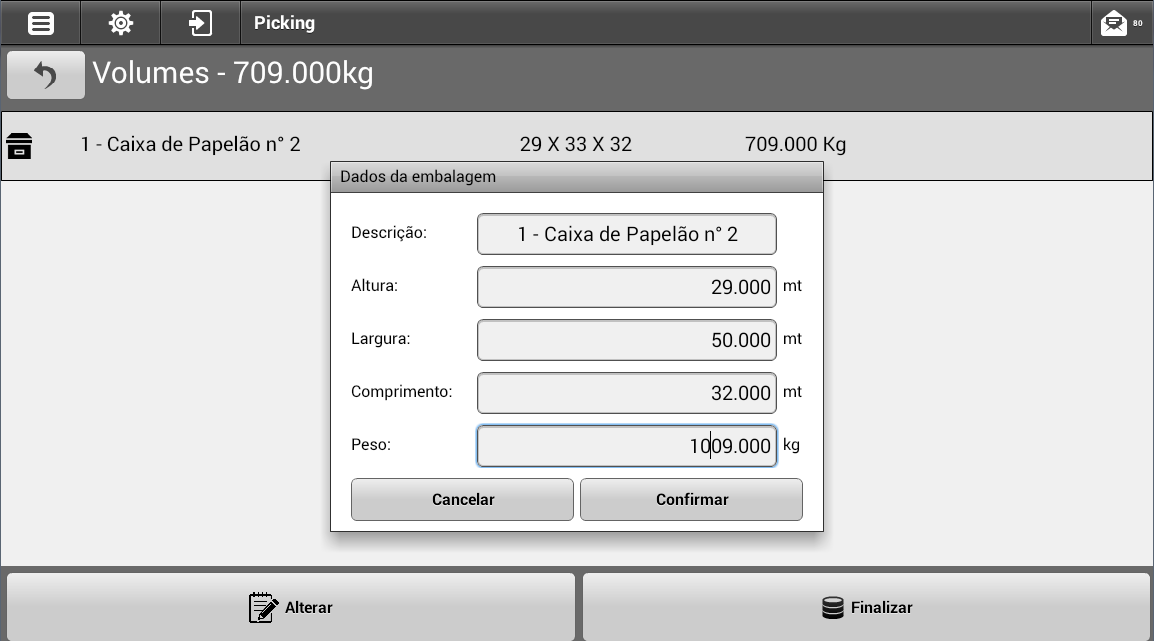 Picking
80
Volumes - 709.000kg
1 - Caixa de Papelão n° 2 29 X 33 X 32 709.000 Kg
Dados da embalagem
Descrição: 1 - Caixa de Papelão n° 2
Altura: 29.000 mt
Largura: 50.000 mt
Comprimento: 32.000 mt
Peso: 1009.000 kg
Cancelar Confirmar
Alterar Finalizar